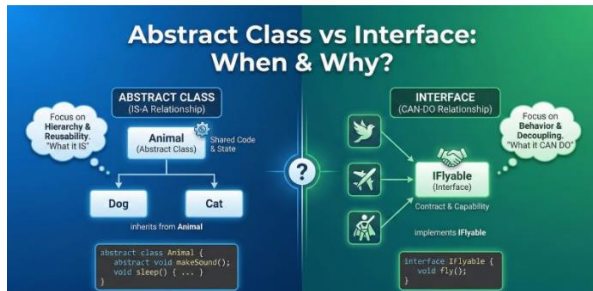 Abstract Class vs Interface:
When & Why?
ABSTRACT CLASS
(IS-A Relationship)
Focus on
Hierarchy &
Reusability.
"What it IS"
Animal
(Abstract Class)
Shared Code
& State
Dog
Cat
inherits from Animal
abstract class Animal {
abstract void makeSound();
void sleep() { ... }
}
?
INTERFACE
(CAN-DO Relationship)
Focus on
Behavior &
Decoupling.
"What it CAN DO"
IFlyable
(Interface)
Contract & Capability
implements IFlyable
interface IFlyable {
void fly();
}